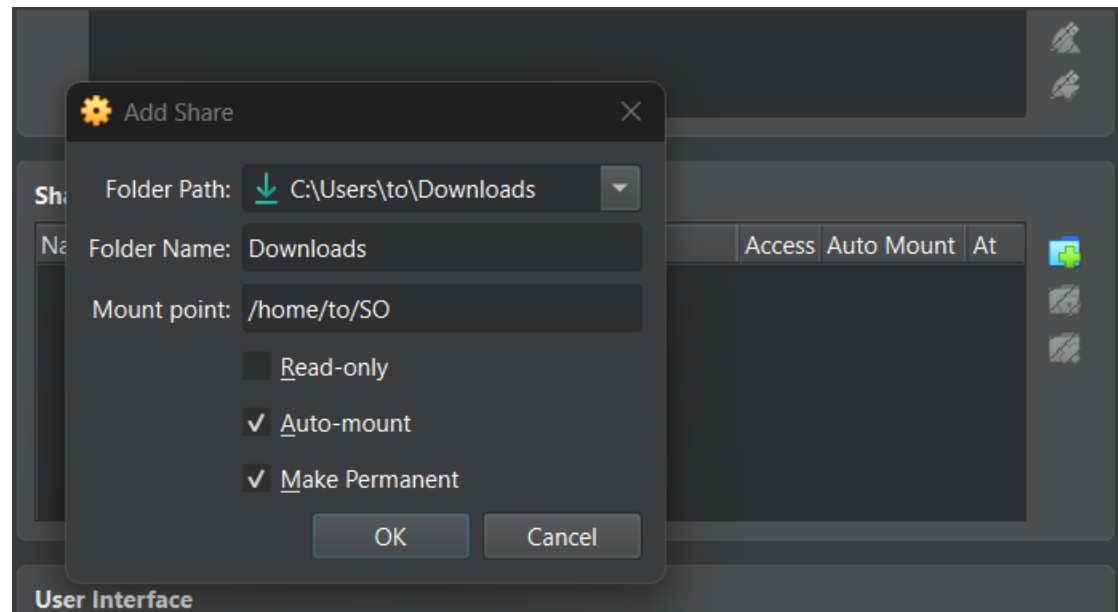 Add Share
Sha
Na
Access Auto Mount At
Folder Path: C:\Users\to\Downloads
Folder Name: Downloads
Mount point: /home/to/SO
Read-only
Auto-mount
Make Permanent
OK Cancel
User Interface